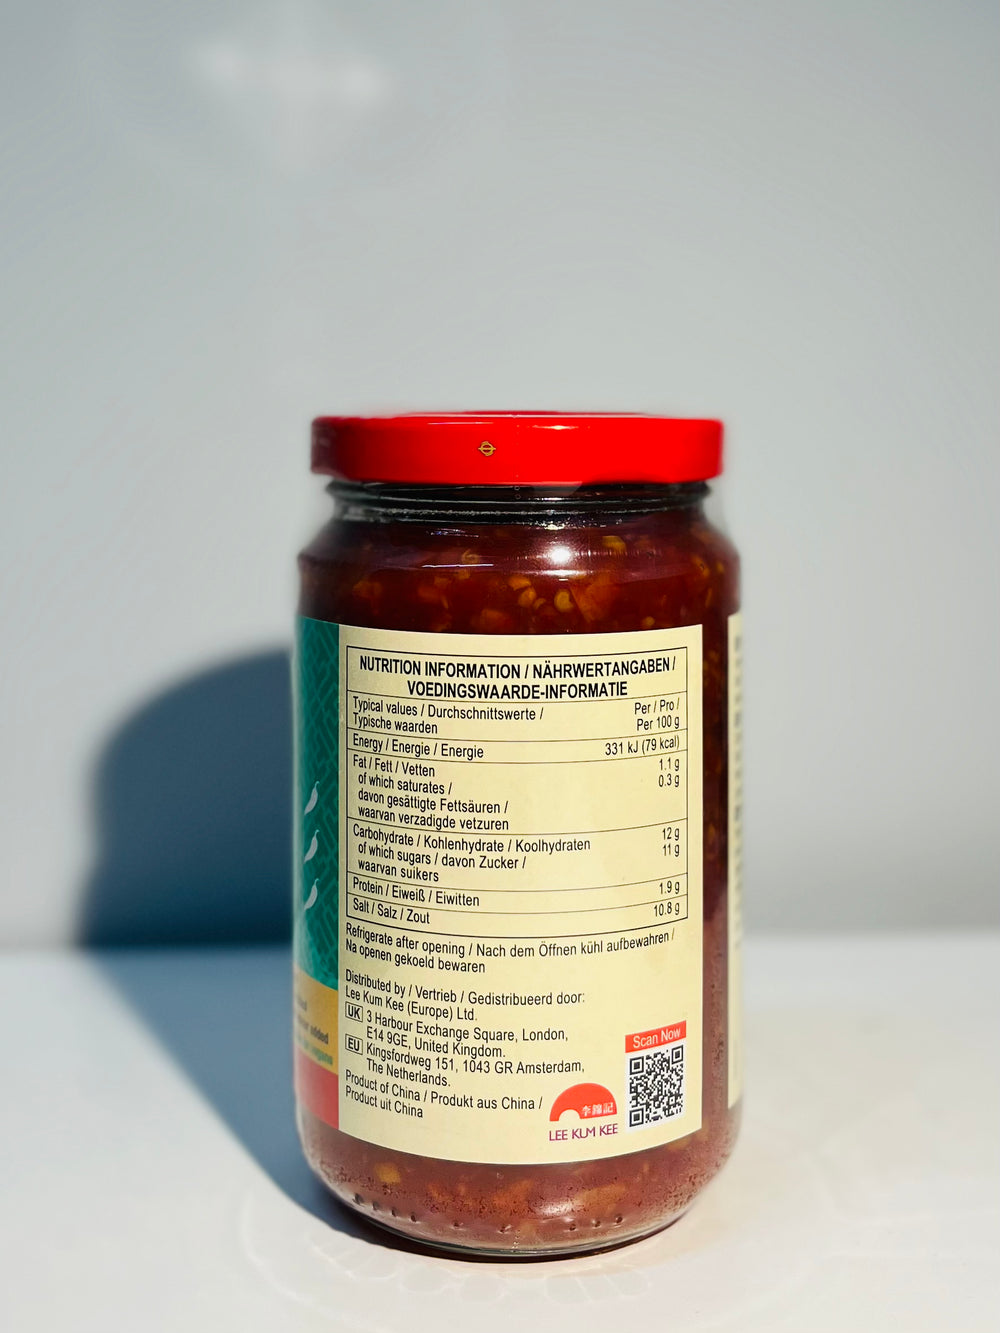 NUTRITION INFORMATION / NÄHRWERTANGABEN /
VOEDINGSWAARDE-INFORMATIE
Typical values / Durchschnittswerte /
Typische waarden
Per / Pro /
Per 100 g
Energy / Energie / Energie 331 kJ (79 kcal)
Fat / Fett / Vetten 1.1 g
of which saturates / 0.3 g
davon gesättigte Fettsäuren /
waarvan verzadigde vetzuren
Carbohydrate / Kohlenhydrate / Koolhydraten 12 g
of which sugars / davon Zucker / 11 g
waarvan suikers
Protein / Eiweiß / Eiwitten 1.9 g
Salt / Salz / Zout 10.8 g
Refrigerate after opening / Nach dem Öffnen kühl aufbewahren /
Na openen gekoeld bewaren
Distributed by / Vertrieb / Gedistribueerd door:
Lee Kum Kee (Europe) Ltd.
UK 3 Harbour Exchange Square, London,
E14 9GE, United Kingdom.
EU Kingsfordweg 151, 1043 GR Amsterdam,
The Netherlands.
Product of China / Produkt aus China /
Product uit China
李錦記
LEE KUM KEE
Scan Now
added
vegans